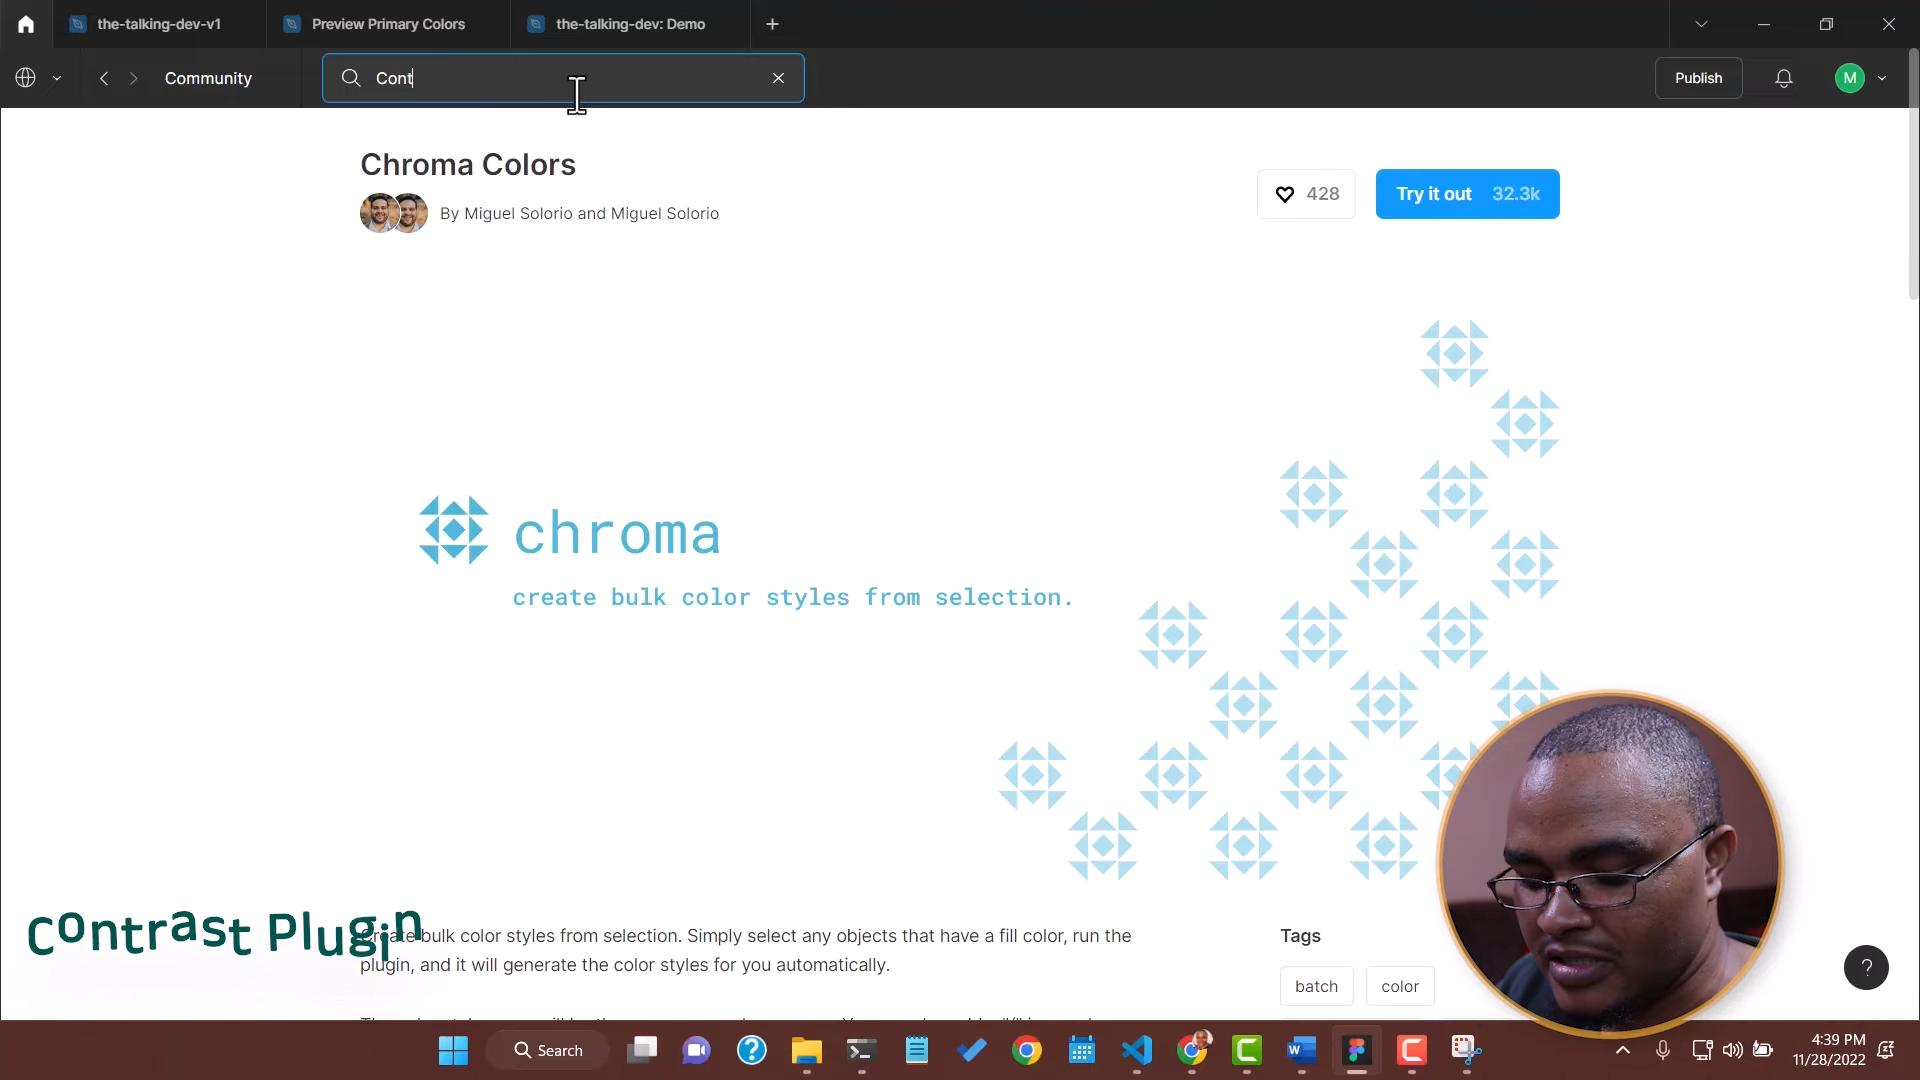 the-talking-dev-v1
Preview Primary Colors
the-talking-dev: Demo
Community
Cont
Publish
M
Chroma Colors
By Miguel Solorio and Miguel Solorio
428
Try it out 32.3k
chroma
create bulk color styles from selection.
Contrast Plugin
Create bulk color styles from selection. Simply select any objects that have a fill color, run the
plugin, and it will generate the color styles for you automatically.
Tags
batch
color
?
Search
4:39 PM
11/28/2022